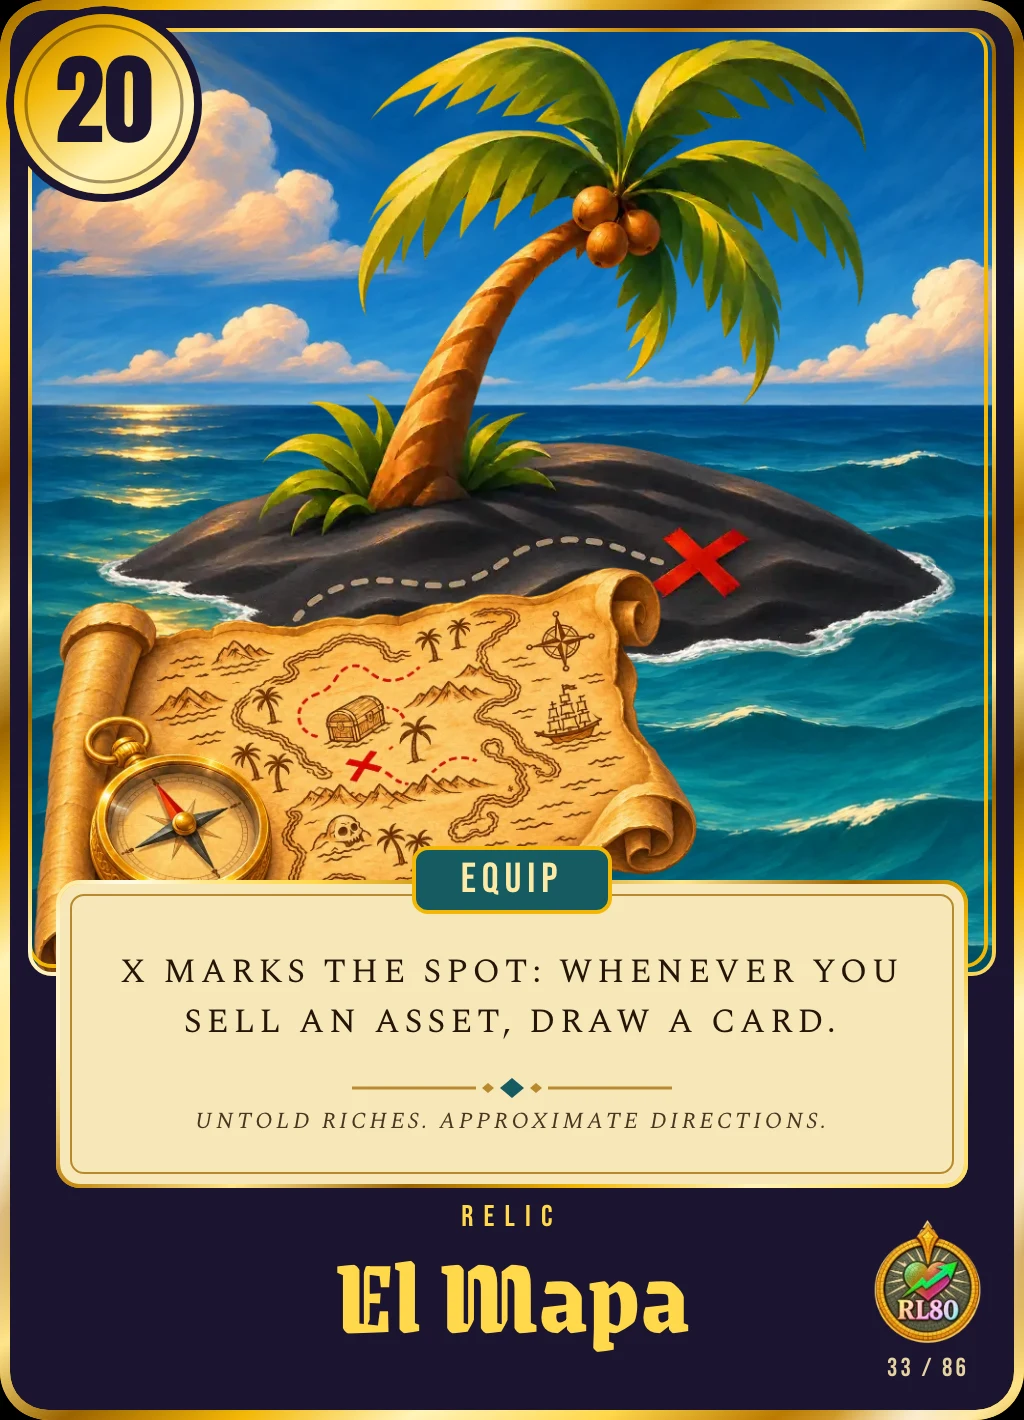 20
EQUIP
X MARKS THE SPOT: WHENEVER YOU
SELL AN ASSET, DRAW A CARD.
UNTOLD RICHES. APPROXIMATE DIRECTIONS.
RELIC
El Mapa
RL80
33 / 86